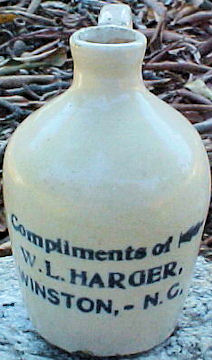 Compliments of
W.L. HARGER,
WINSTON, - N.C.